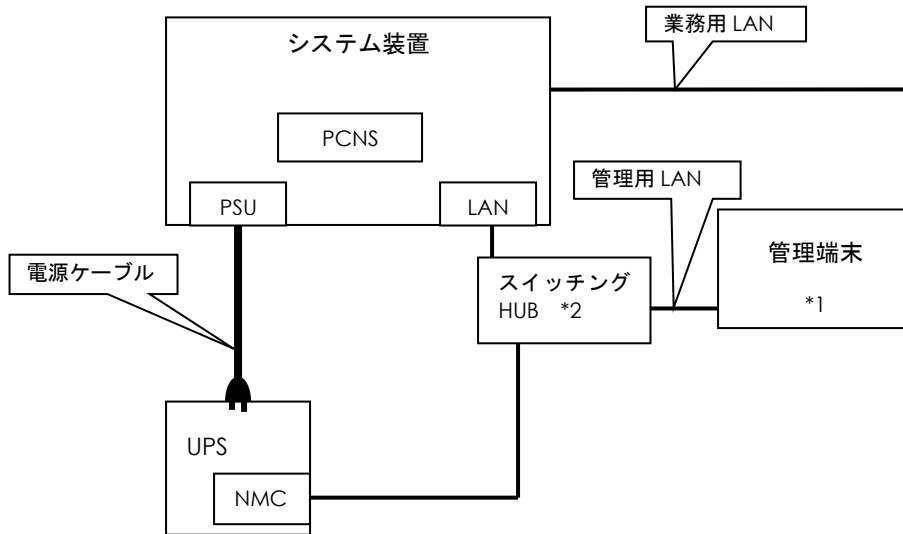 業務用 LAN
システム装置
PCNS
管理用 LAN
PSU
LAN
管理端末
*1
電源ケーブル
スイッチング
HUB *2
UPS
NMC